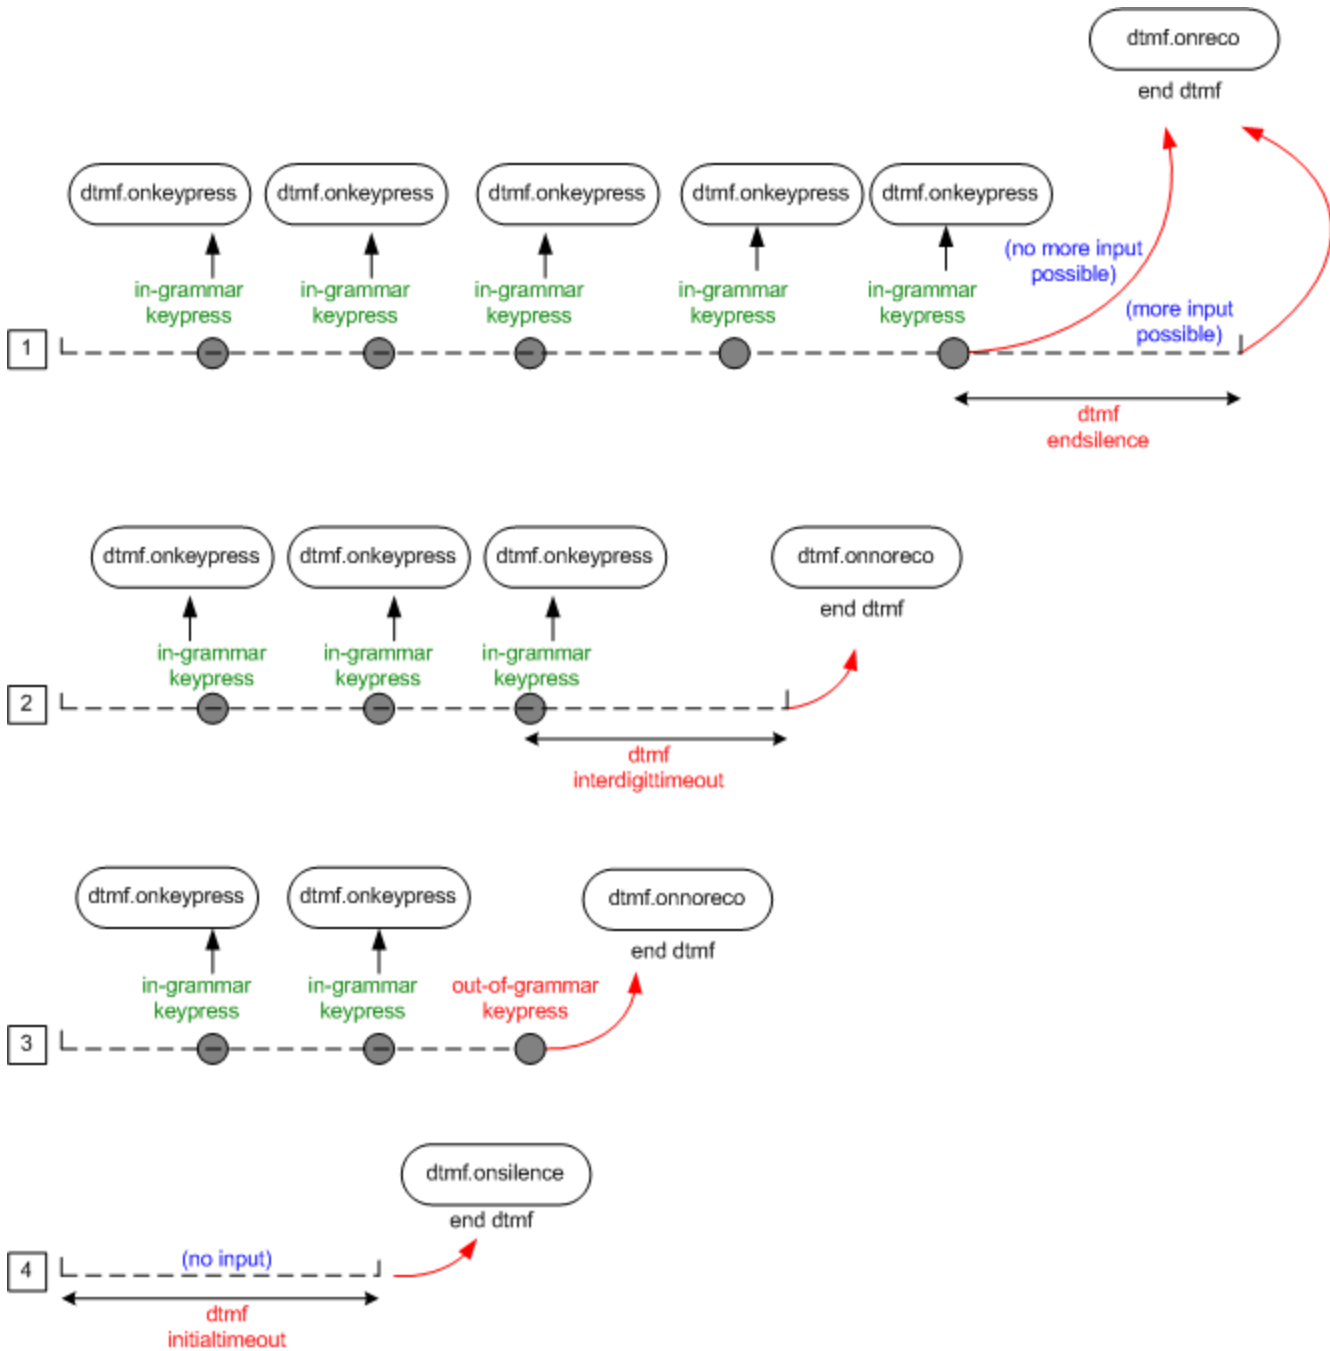 dtmf.onreco
end dtmf
dtmf.onkeypress dtmf.onkeypress dtmf.onkeypress dtmf.onkeypress dtmf.onkeypress
(no more input
possible)
in-grammar
keypress
in-grammar
keypress
in-grammar
keypress
in-grammar
keypress
in-grammar
keypress
(more input
possible)
1
dtmf
endsilence
dtmf.onkeypress dtmf.onkeypress dtmf.onkeypress dtmf.onnoreco
end dtmf
in-grammar
keypress
in-grammar
keypress
in-grammar
keypress
2
dtmf
interdigittimeout
dtmf.onkeypress dtmf.onkeypress dtmf.onnoreco
end dtmf
in-grammar
keypress
in-grammar
keypress
out-of-grammar
keypress
3
dtmf.onsilence
end dtmf
(no input)
4
dtmf
initialtimeout